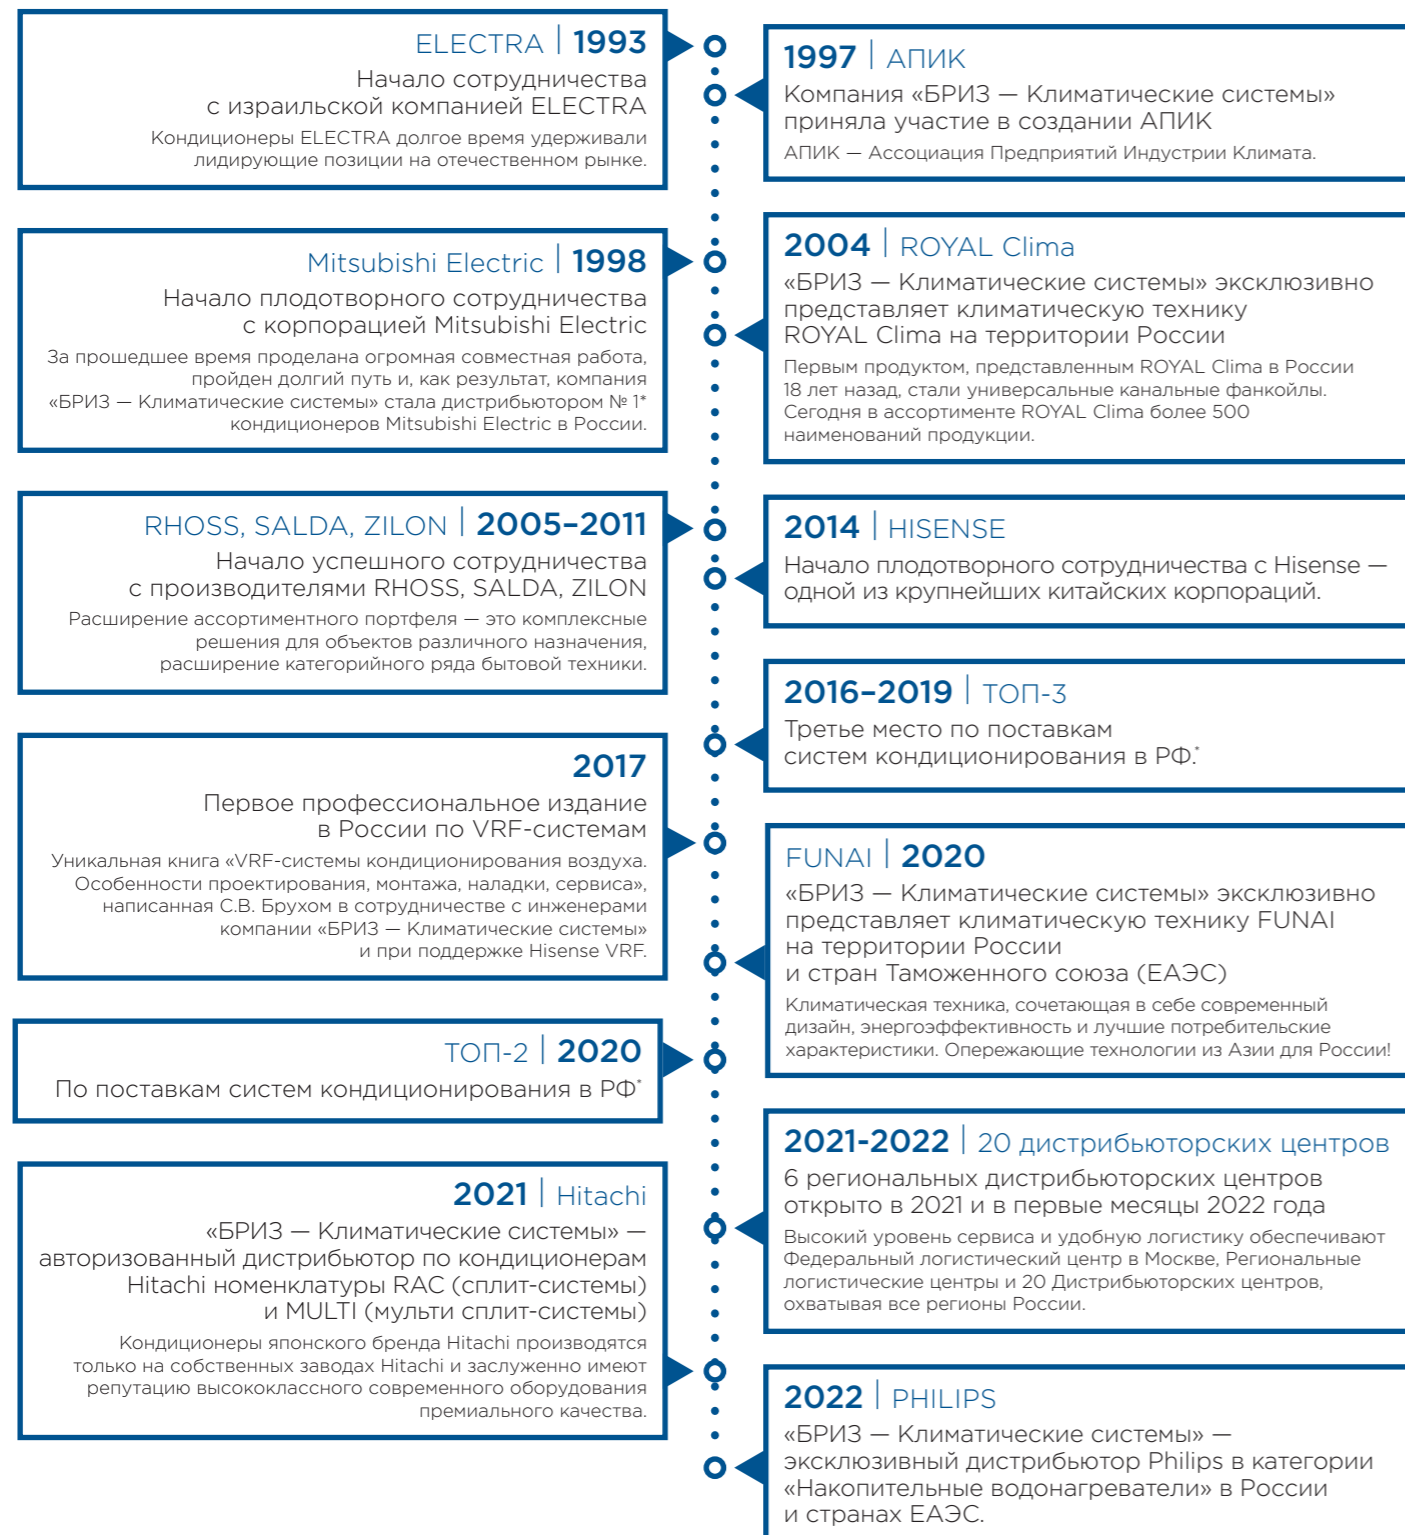 ELECTRA | 1993
Начало сотрудничества
с израильской компанией ELECTRA
Кондиционеры ELECTRA долгое время удерживали
лидирующие позиции на отечественном рынке.
1997 | АПИК
Компания «БРИЗ — Климатические системы»
приняла участие в создании АПИК
АПИК — Ассоциация Предприятий Индустрии Климата.
Mitsubishi Electric | 1998
Начало плодотворного сотрудничества
с корпорацией Mitsubishi Electric
За прошедшее время проделана огромная совместная работа,
пройден долгий путь и, как результат, компания
«БРИЗ — Климатические системы» стала дистрибьютором № 1*
кондиционеров Mitsubishi Electric в России.
2004 | ROYAL Clima
«БРИЗ — Климатические системы» эксклюзивно
представляет климатическую технику
ROYAL Clima на территории России
Первым продуктом, представленным ROYAL Clima в России
18 лет назад, стали универсальные канальные фанкойлы.
Сегодня в ассортименте ROYAL Clima более 500
наименований продукции.
RHOSS, SALDA, ZILON | 2005–2011
Начало успешного сотрудничества
с производителями RHOSS, SALDA, ZILON
Расширение ассортиментного портфеля — это комплексные
решения для объектов различного назначения,
расширение категорийного ряда бытовой техники.
2014 | HISENSE
Начало плодотворного сотрудничества с Hisense —
одной из крупнейших китайских корпораций.
2016–2019 | ТОП-3
Третье место по поставкам
систем кондиционирования в РФ.*
2017
Первое профессиональное издание
в России по VRF-системам
Уникальная книга «VRF-системы кондиционирования воздуха.
Особенности проектирования, монтажа, наладки, сервиса»,
написанная С.В. Брухом в сотрудничестве с инженерами
компании «БРИЗ — Климатические системы»
и при поддержке Hisense VRF.
FUNAI | 2020
«БРИЗ — Климатические системы» эксклюзивно
представляет климатическую технику FUNAI
на территории России
и стран Таможенного союза (ЕАЭС)
Климатическая техника, сочетающая в себе современный
дизайн, энергоэффективность и лучшие потребительские
характеристики. Опережающие технологии из Азии для России!
ТОП-2 | 2020
По поставкам систем кондиционирования в РФ*
2021-2022 | 20 дистрибьюторских центров
6 региональных дистрибьюторских центров
открыто в 2021 и в первые месяцы 2022 года
Высокий уровень сервиса и удобную логистику обеспечивают
Федеральный логистический центр в Москве, Региональные
логистические центры и 20 Дистрибьюторских центров,
охватывая все регионы России.
2021 | Hitachi
«БРИЗ — Климатические системы» —
авторизованный дистрибьютор по кондиционерам
Hitachi номенклатуры RAC (сплит-системы)
и MULTI (мульти сплит-системы)
Кондиционеры японского бренда Hitachi производятся
только на собственных заводах Hitachi и заслуженно имеют
репутацию высококлассного современного оборудования
премиального качества.
2022 | PHILIPS
«БРИЗ — Климатические системы» —
эксклюзивный дистрибьютор Philips в категории
«Накопительные водонагреватели» в России
и странах ЕАЭС.